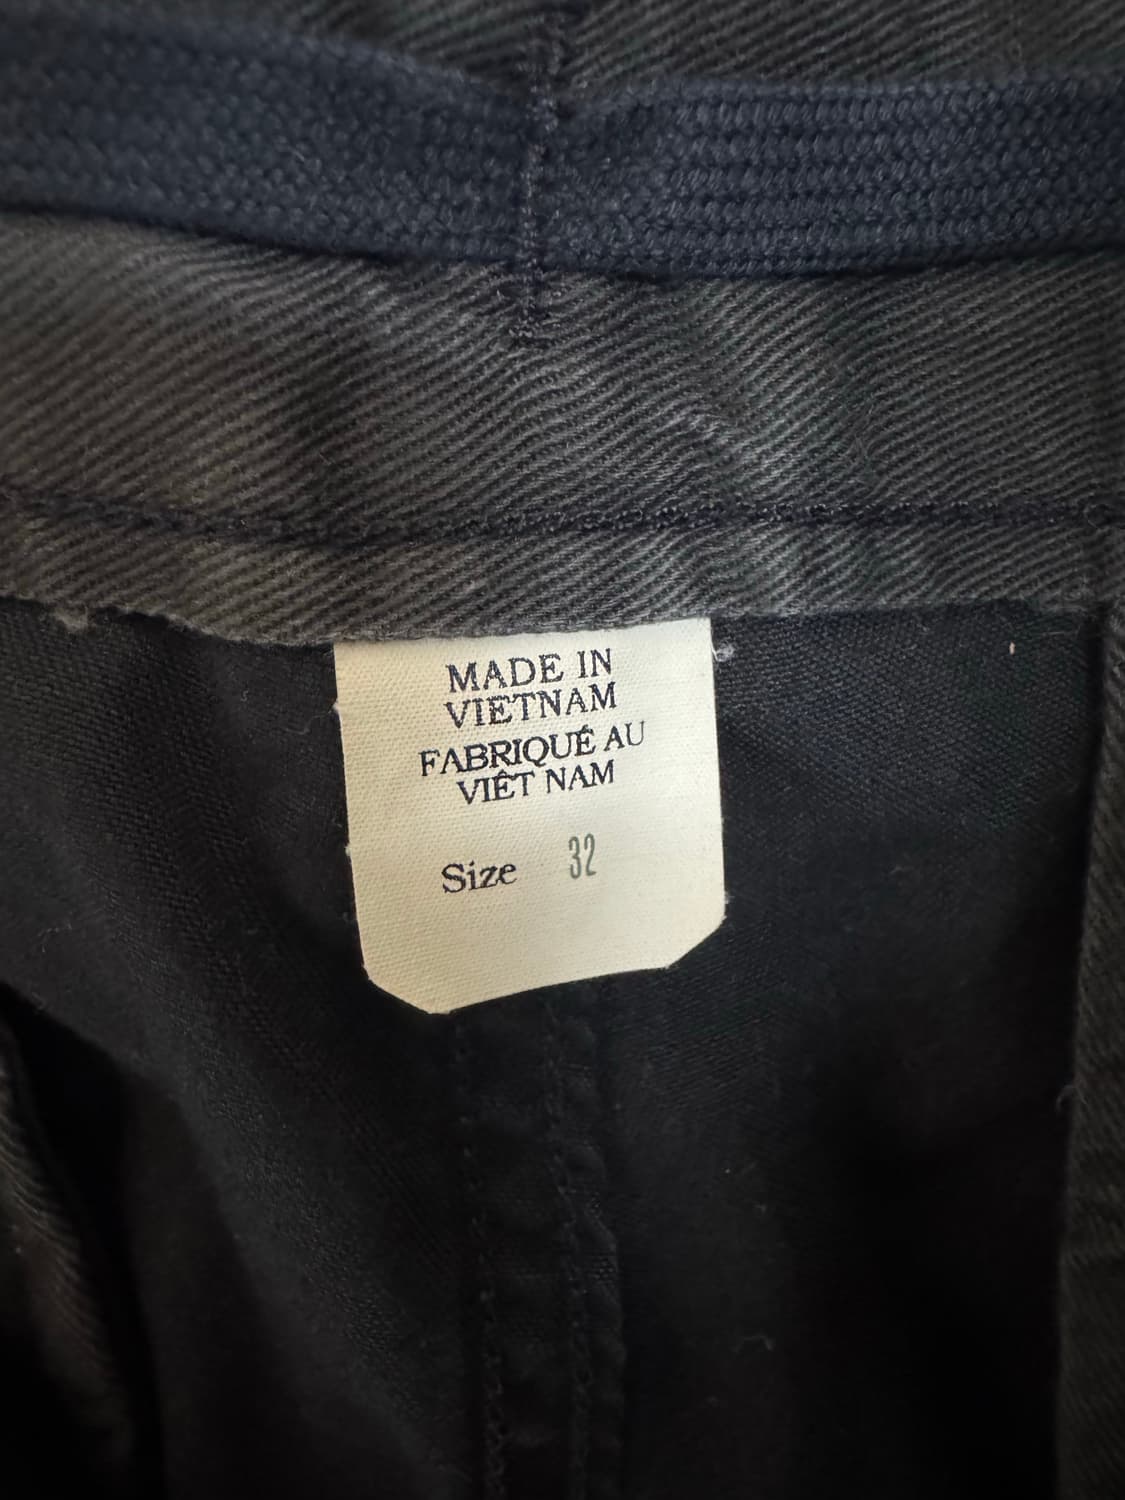 MADE IN
VIETNAM
FABRIQUÉ AU
VIÊT NAM
Size 32